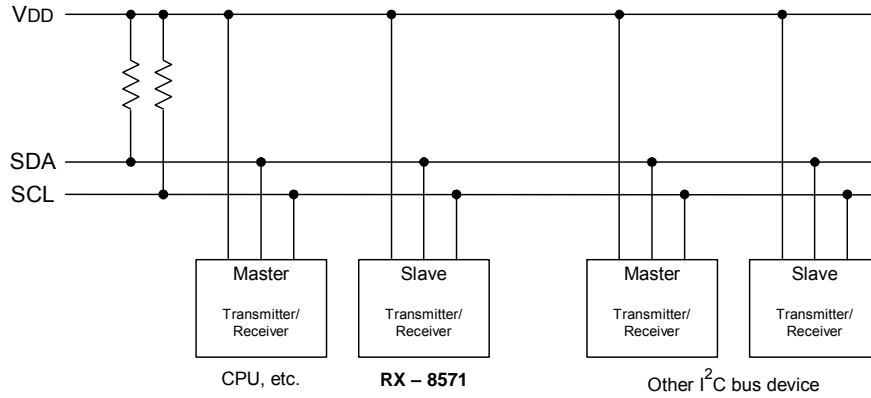 VDD
SDA
SCL
Master
Transmitter/
Receiver
CPU, etc.
Slave
Transmitter/
Receiver
RX – 8571
Master
Transmitter/
Receiver
Slave
Transmitter/
Receiver
Other I²C bus device